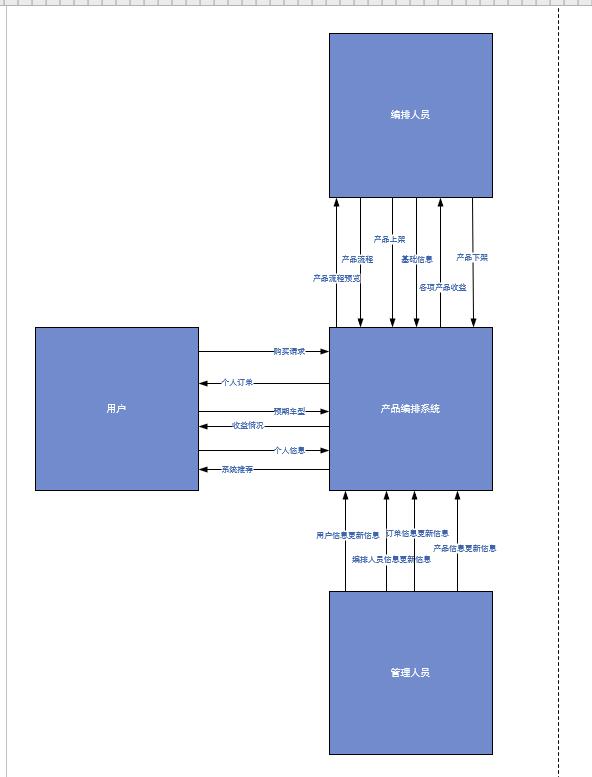 编排人员
产品上架
产品流程
基础信息
产品下架
产品流程预览
各项产品收益
用户
购买请求
个人订单
预期车型
收益情况
个人信息
系统推荐
产品编排系统
用户信息更新信息
订单信息更新信息
产品信息更新信息
编排人员信息更新信息
管理人员